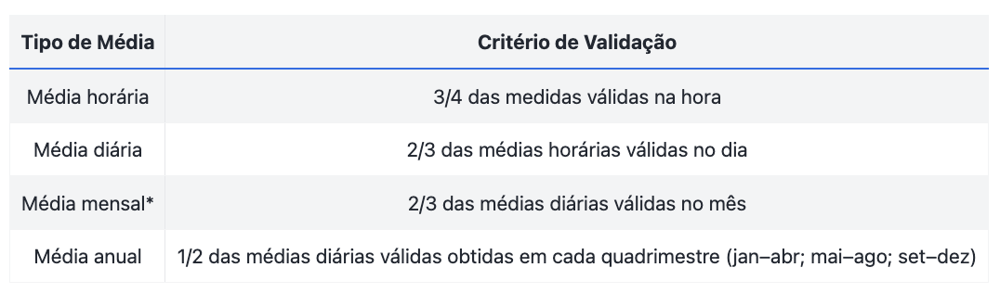 Tipo de Média Critério de Validação
Média horária 3/4 das medidas válidas na hora
Média diária 2/3 das médias horárias válidas no dia
Média mensal* 2/3 das médias diárias válidas no mês
Média anual 1/2 das médias diárias válidas obtidas em cada quadrimestre (jan–abr; mai–ago; set–dez)